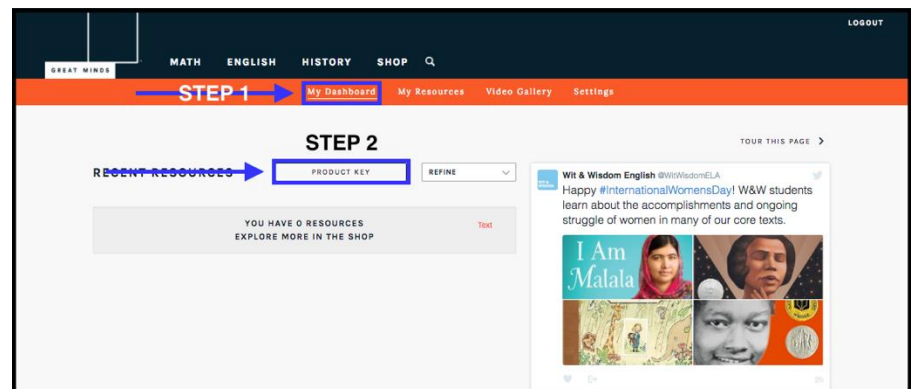 LOGOUT
GREAT MINDS
MATH ENGLISH HISTORY SHOP
STEP 1
My Dashboard My Resources Video Gallery Settings
STEP 2
TOUR THIS PAGE >
RECENT RESOURCES
PRODUCT KEY
REFINE
YOU HAVE 0 RESOURCES
EXPLORE MORE IN THE SHOP
Text
Wit & Wisdom English @WitWisdomELA
Happy #InternationalWomensDay! W&W students
learn about the accomplishments and ongoing
struggle of women in many of our core texts.
I Am
Malala